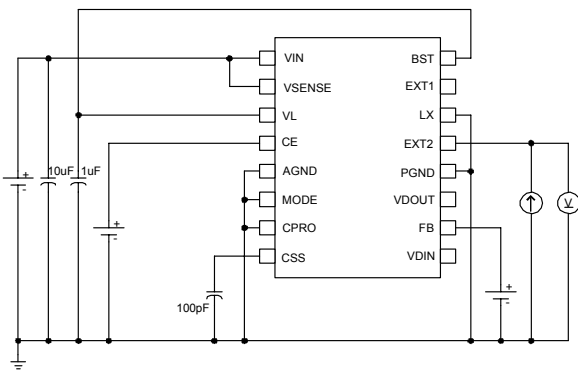 VIN
VSENSE
VL
CE
AGND
MODE
CPRO
CSS
BST
EXT1
LX
EXT2
PGND
VDOUT
FB
VDIN
10uF
1uF
100pF
+
-
+
-
+
-
V